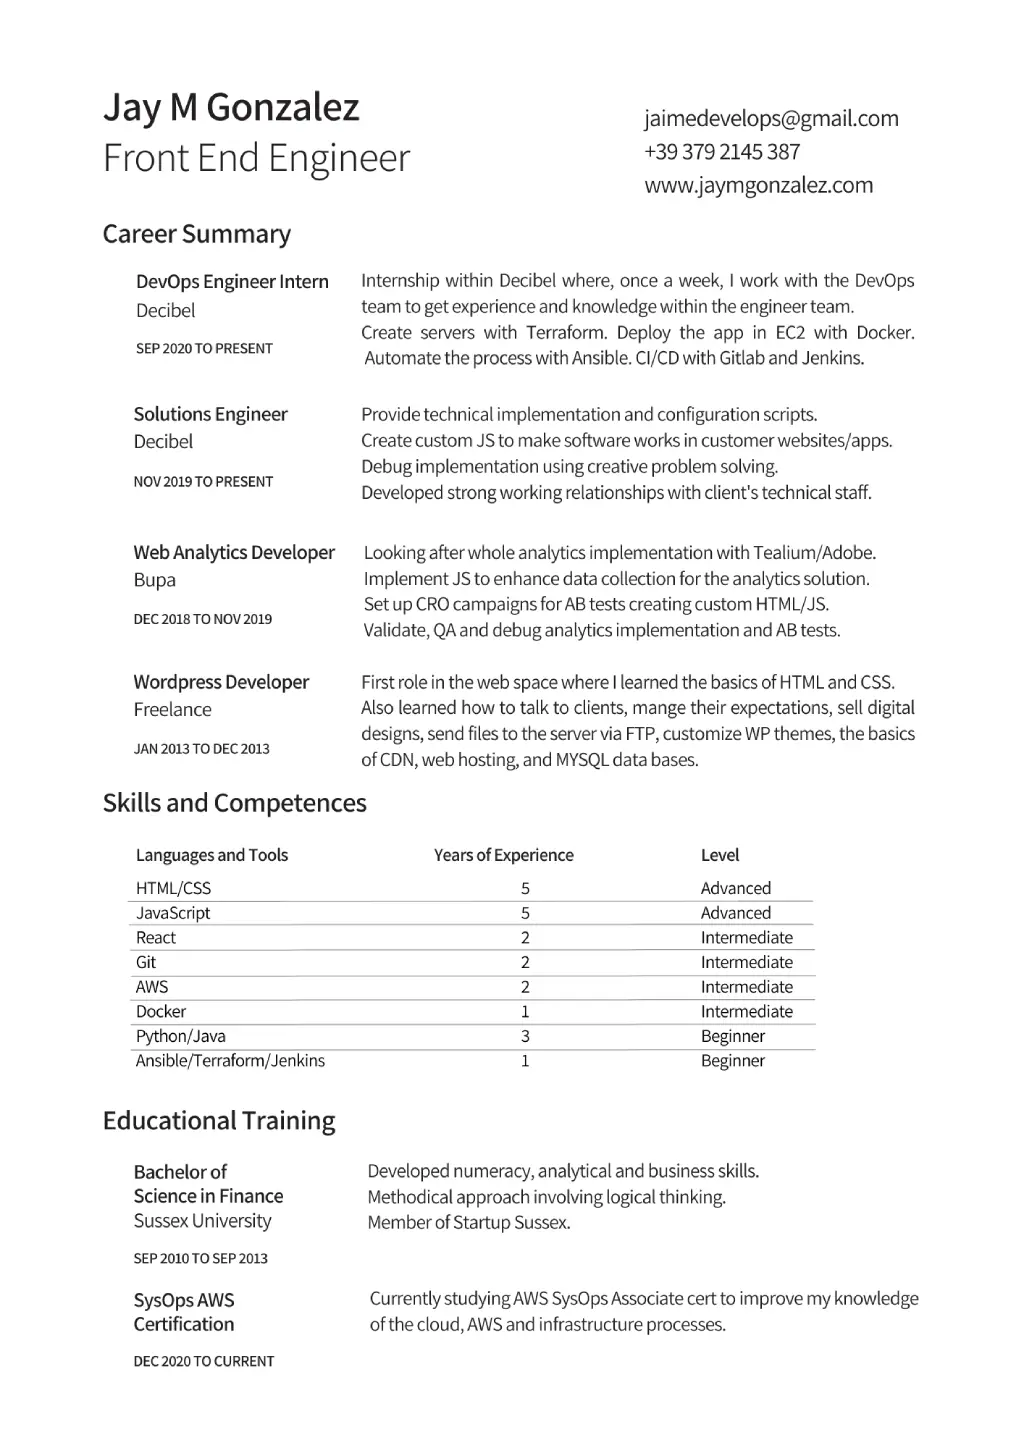 Jay M Gonzalez
Front End Engineer
jaimedevelops@gmail.com
+39 379 2145 387
www.jaymgonzalez.com
Career Summary
DevOps Engineer Intern
Decibel
SEP 2020 TO PRESENT
Internship within Decibel where, once a week, I work with the DevOps
team to get experience and knowledge within the engineer team.
Create servers with Terraform. Deploy the app in EC2 with Docker.
Automate the process with Ansible. CI/CD with Gitlab and Jenkins.
Solutions Engineer
Decibel
NOV 2019 TO PRESENT
Provide technical implementation and configuration scripts.
Create custom JS to make software works in customer websites/apps.
Debug implementation using creative problem solving.
Developed strong working relationships with client's technical staff.
Web Analytics Developer
Bupa
DEC 2018 TO NOV 2019
Looking after whole analytics implementation with Tealium/Adobe.
Implement JS to enhance data collection for the analytics solution.
Set up CRO campaigns for AB tests creating custom HTML/JS.
Validate, QA and debug analytics implementation and AB tests.
Wordpress Developer
Freelance
JAN 2013 TO DEC 2013
First role in the web space where I learned the basics of HTML and CSS.
Also learned how to talk to clients, mange their expectations, sell digital
designs, send files to the server via FTP, customize WP themes, the basics
of CDN, web hosting, and MYSQL data bases.
Skills and Competences
Languages and Tools Years of Experience Level
HTML/CSS 5 Advanced
JavaScript 5 Advanced
React 2 Intermediate
Git 2 Intermediate
AWS 2 Intermediate
Docker 1 Intermediate
Python/Java 3 Beginner
Ansible/Terraform/Jenkins 1 Beginner
Educational Training
Bachelor of
Science in Finance
Sussex University
SEP 2010 TO SEP 2013
Developed numeracy, analytical and business skills.
Methodical approach involving logical thinking.
Member of Startup Sussex.
SysOps AWS
Certification
DEC 2020 TO CURRENT
Currently studying AWS SysOps Associate cert to improve my knowledge
of the cloud, AWS and infrastructure processes.